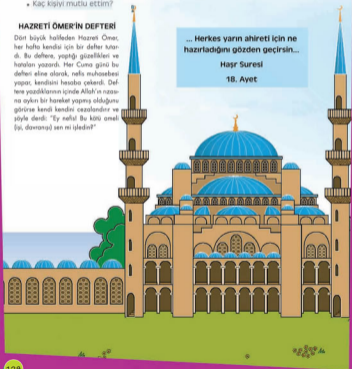 • Kaç kişiyi mutlu ettim?
HAZRETİ ÖMER'İN DEFTERİ
Dört büyük halifeden Hazreti Ömer,
her hafta kendisi için bir defter tutar-
dı. Bu deftere, yaptığı güzellikleri ve
hataları yazardı. Her Cuma günü bu
defteri eline alarak, nefis muhasebesi
yapar, kendisini hesaba çekerdi. Def-
tere yazdıklarının içinde Allah'ın rızası-
na aykırı bir hareket yapmış olduğunu
görürse kendi kendini cezalandırır ve
şöyle derdi: "Ey nefis! Bu kötü ameli
(işi, davranışı) sen mi işledin?"
... Herkes yarın ahireti için ne
hazırladığını gözden geçirsin...
Haşr Suresi
18. Ayet
128